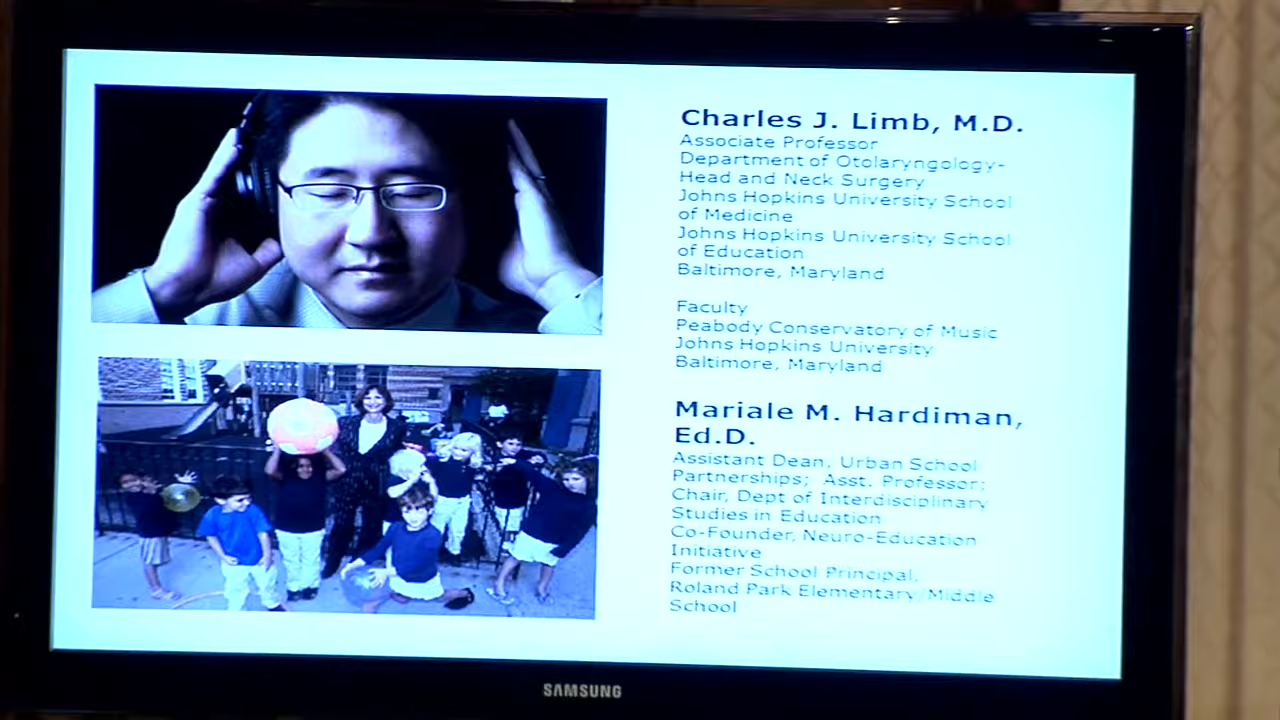 Charles J. Limb, M.D.
Associate Professor
Department of Otolaryngology-
Head and Neck Surgery
Johns Hopkins University School
of Medicine
Johns Hopkins University School
of Education
Baltimore, Maryland
Faculty
Peabody Conservatory of Music
Johns Hopkins University
Baltimore, Maryland
Mariale M. Hardiman,
Ed.D.
Assistant Dean, Urban School
Partnerships; Asst. Professor;
Chair, Dept of Interdisciplinary
Studies in Education
Co-Founder, Neuro-Education
Initiative
Former School Principal,
Roland Park Elementary/Middle
School
SAMSUNG